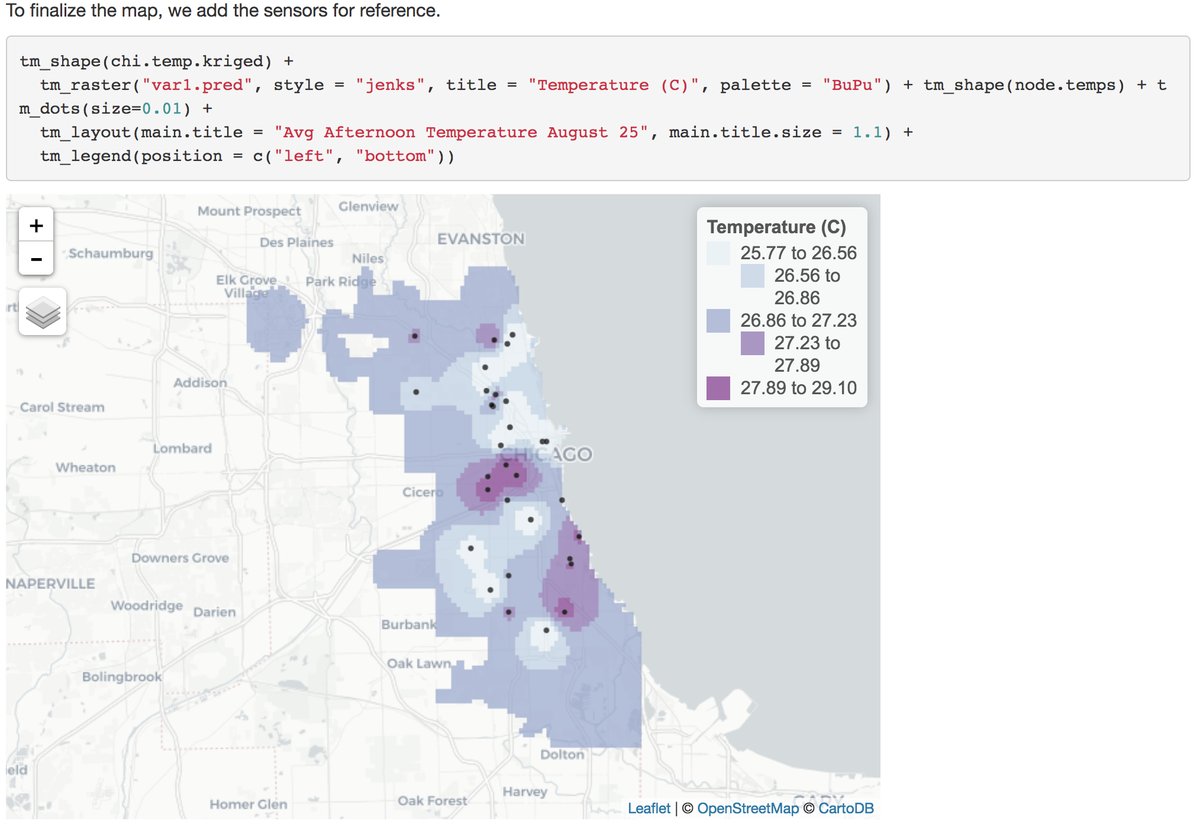 To finalize the map, we add the sensors for reference.
tm_shape(chi.temp.kriged) +
tm_raster("var1.pred", style = "jenks", title = "Temperature (C)", palette = "BuPu") + tm_shape(node.temps) + t
m_dots(size=0.01) +
tm_layout(main.title = "Avg Afternoon Temperature August 25", main.title.size = 1.1) +
tm_legend(position = c("left", "bottom"))
+
-
Temperature (C)
25.77 to 26.56
26.56 to
26.86
26.86 to 27.23
27.23 to
27.89
27.89 to 29.10
Mount Prospect
Glenview
Des Plaines
EVANSTON
Schaumburg
Niles
Elk Grove
Village
Park Ridge
Addison
Carol Stream
Lombard
CHICAGO
Wheaton
Cicero
Downers Grove
NAPERVILLE
Woodridge
Darien
Burbank
Oak Lawn
Bolingbrook
Dolton
eld
Harvey
Oak Forest
Homer Glen
GARY
Leaflet | © OpenStreetMap © CartoDB